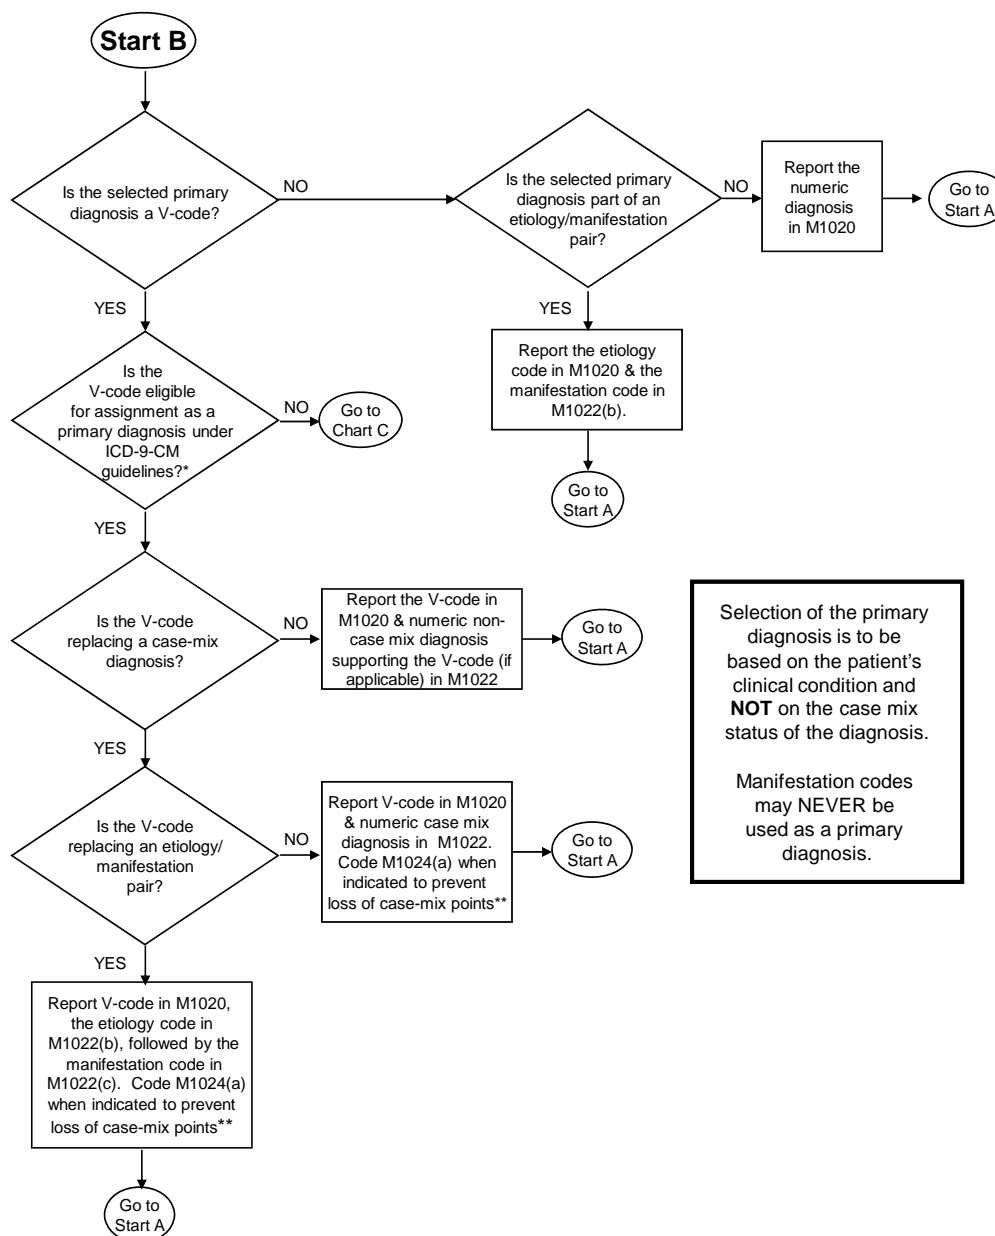 Start B
Is the selected primary
diagnosis a V-code?
NO
Is the selected primary
diagnosis part of an
etiology/manifestation
pair?
NO
Report the
numeric
diagnosis
in M1020
Go to
Start A
YES
YES
Report the etiology
code in M1020 & the
manifestation code in
M1022(b).
Go to
Start A
Is the
V-code eligible
for assignment as a
primary diagnosis under
ICD-9-CM
guidelines?*
NO
Go to
Chart C
YES
Is the V-code
replacing a case-mix
diagnosis?
NO
Report the V-code in
M1020 & numeric non-
case mix diagnosis
supporting the V-code (if
applicable) in M1022
Go to
Start A
YES
Is the V-code
replacing an etiology/
manifestation
pair?
NO
Report V-code in M1020
& numeric case mix
diagnosis in M1022.
Code M1024(a) when
indicated to prevent
loss of case-mix points**
Go to
Start A
YES
Report V-code in M1020,
the etiology code in
M1022(b), followed by the
manifestation code in
M1022(c). Code M1024(a)
when indicated to prevent
loss of case-mix points**
Go to
Start A
Selection of the primary
diagnosis is to be
based on the patient's
clinical condition and
NOT on the case mix
status of the diagnosis.
Manifestation codes
may NEVER be
used as a primary
diagnosis.